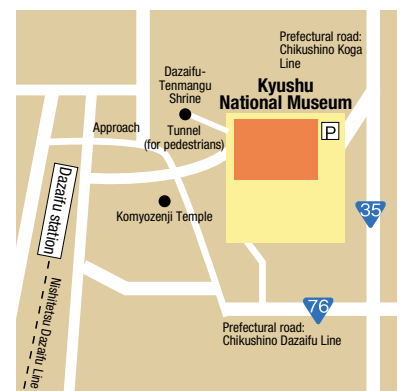 Prefectural road:
Chikushino Koga
Line
Dazaifu-
Tenmangu
Shrine
Kyushu
National Museum
P
Approach
Tunnel
(for pedestrians)
Dazaifu station
Komyozenji Temple
35
Nishitetsu Dazaifu Line
76
Prefectural road:
Chikushino Dazaifu Line